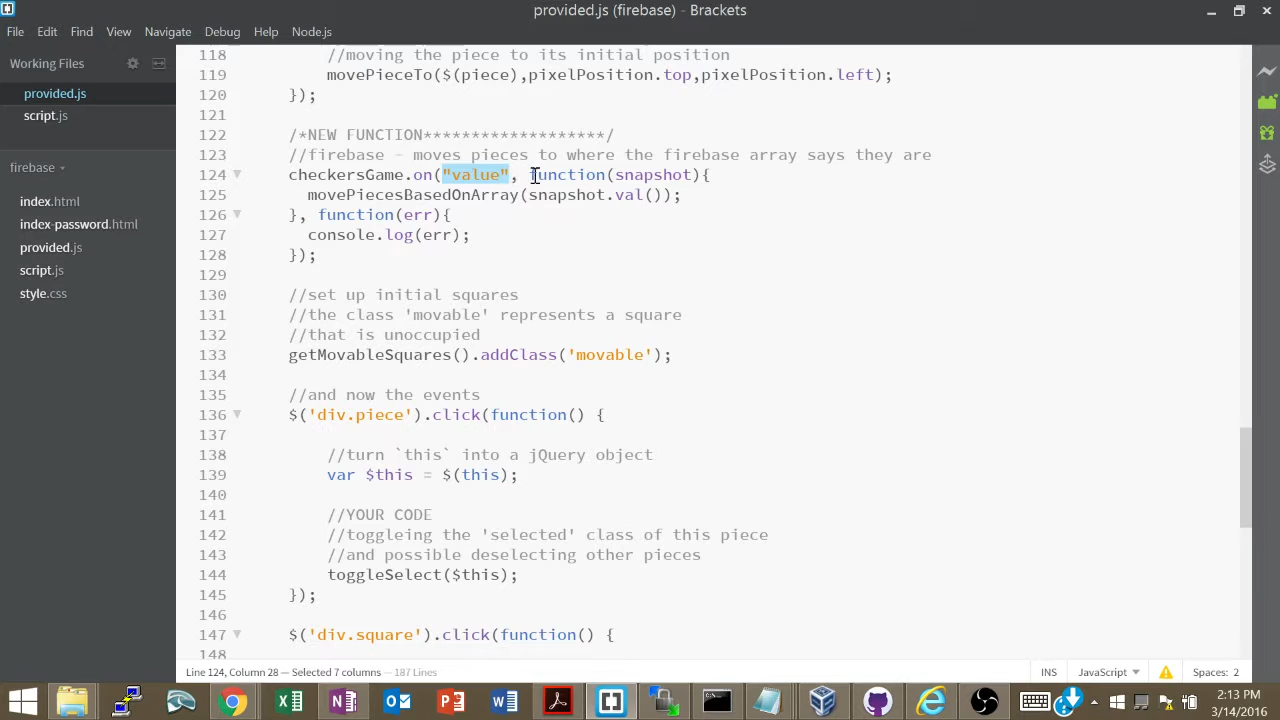 provided.js (firebase) - Brackets
File Edit Find View Navigate Debug Help Node.js
Working Files
provided.js
script.js
firebase
index.html
index-password.html
provided.js
script.js
style.css
118 //moving the piece to its initial position
119 movePieceTo($(piece),pixelPosition.top,pixelPosition.left);
120 });
121
122 /*NEW FUNCTION*******************/
123 //firebase - moves pieces to where the firebase array says they are
124 checkersGame.on("value", function(snapshot){
125 movePiecesBasedOnArray(snapshot.val());
126 }, function(err){
127 console.log(err);
128 });
129
130 //set up initial squares
131 //the class 'movable' represents a square
132 //that is unoccupied
133 getMovableSquares().addClass('movable');
134
135 //and now the events
136 $('div.piece').click(function() {
137
138 //turn `this` into a jQuery object
139 var $this = $(this);
140
141 //YOUR CODE
142 //toggleing the 'selected' class of this piece
143 //and possible deselecting other pieces
144 toggleSelect($this);
145 });
146
147 $('div.square').click(function() {
148
Line 124, Column 28 — Selected 7 columns — 187 Lines
INS JavaScript Spaces: 2
2:13 PM
3/14/2016